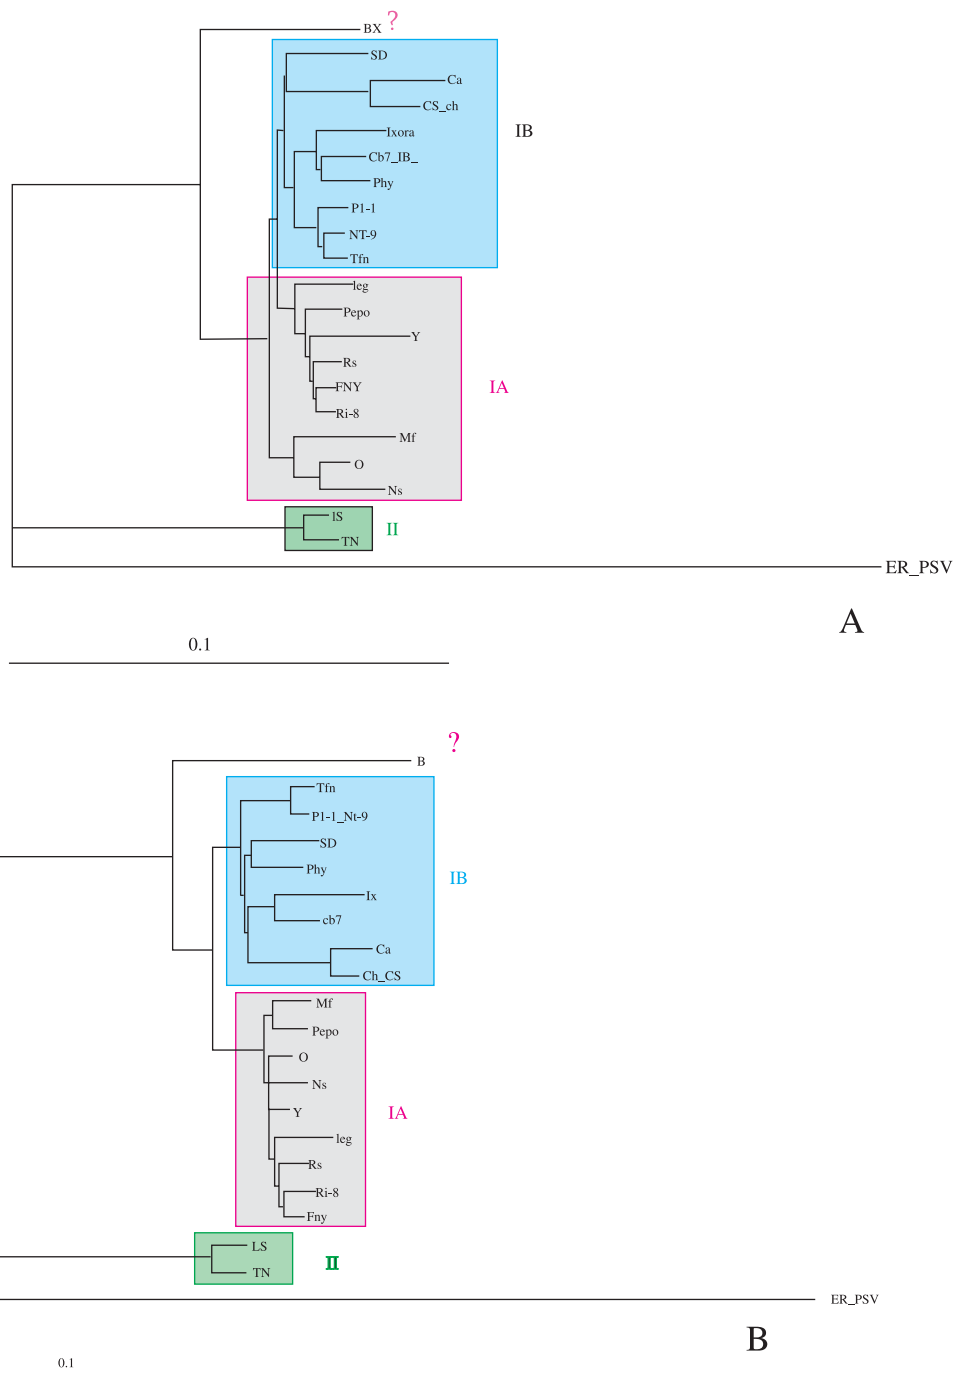 BX ?
SD
Ca
CS_ch
IB
Ixora
Cb7_IB_
Phy
P1-1
NT-9
Tfn
leg
Pepo
Y
Rs
FNY
IA
Ri-8
Mf
O
Ns
lS
II
TN
ER_PSV
A
0.1
?
B
Tfn
P1-1_Nt-9
SD
Phy
IB
Ix
cb7
Ca
Ch_CS
Mf
Pepo
O
Ns
Y
IA
leg
Rs
Ri-8
Fny
LS
II
TN
ER_PSV
B
0.1